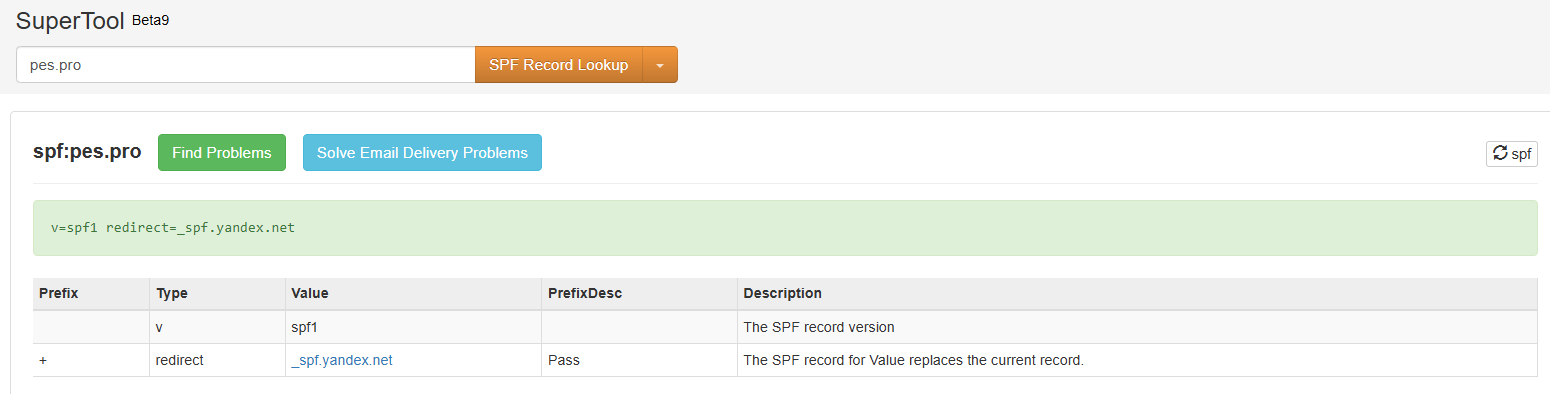 SuperTool Beta9
pes.pro SPF Record Lookup
spf:pes.pro Find Problems Solve Email Delivery Problems spf
v=spf1 redirect=_spf.yandex.net
Prefix Type Value PrefixDesc Description
v spf1 The SPF record version
+ redirect _spf.yandex.net Pass The SPF record for Value replaces the current record.